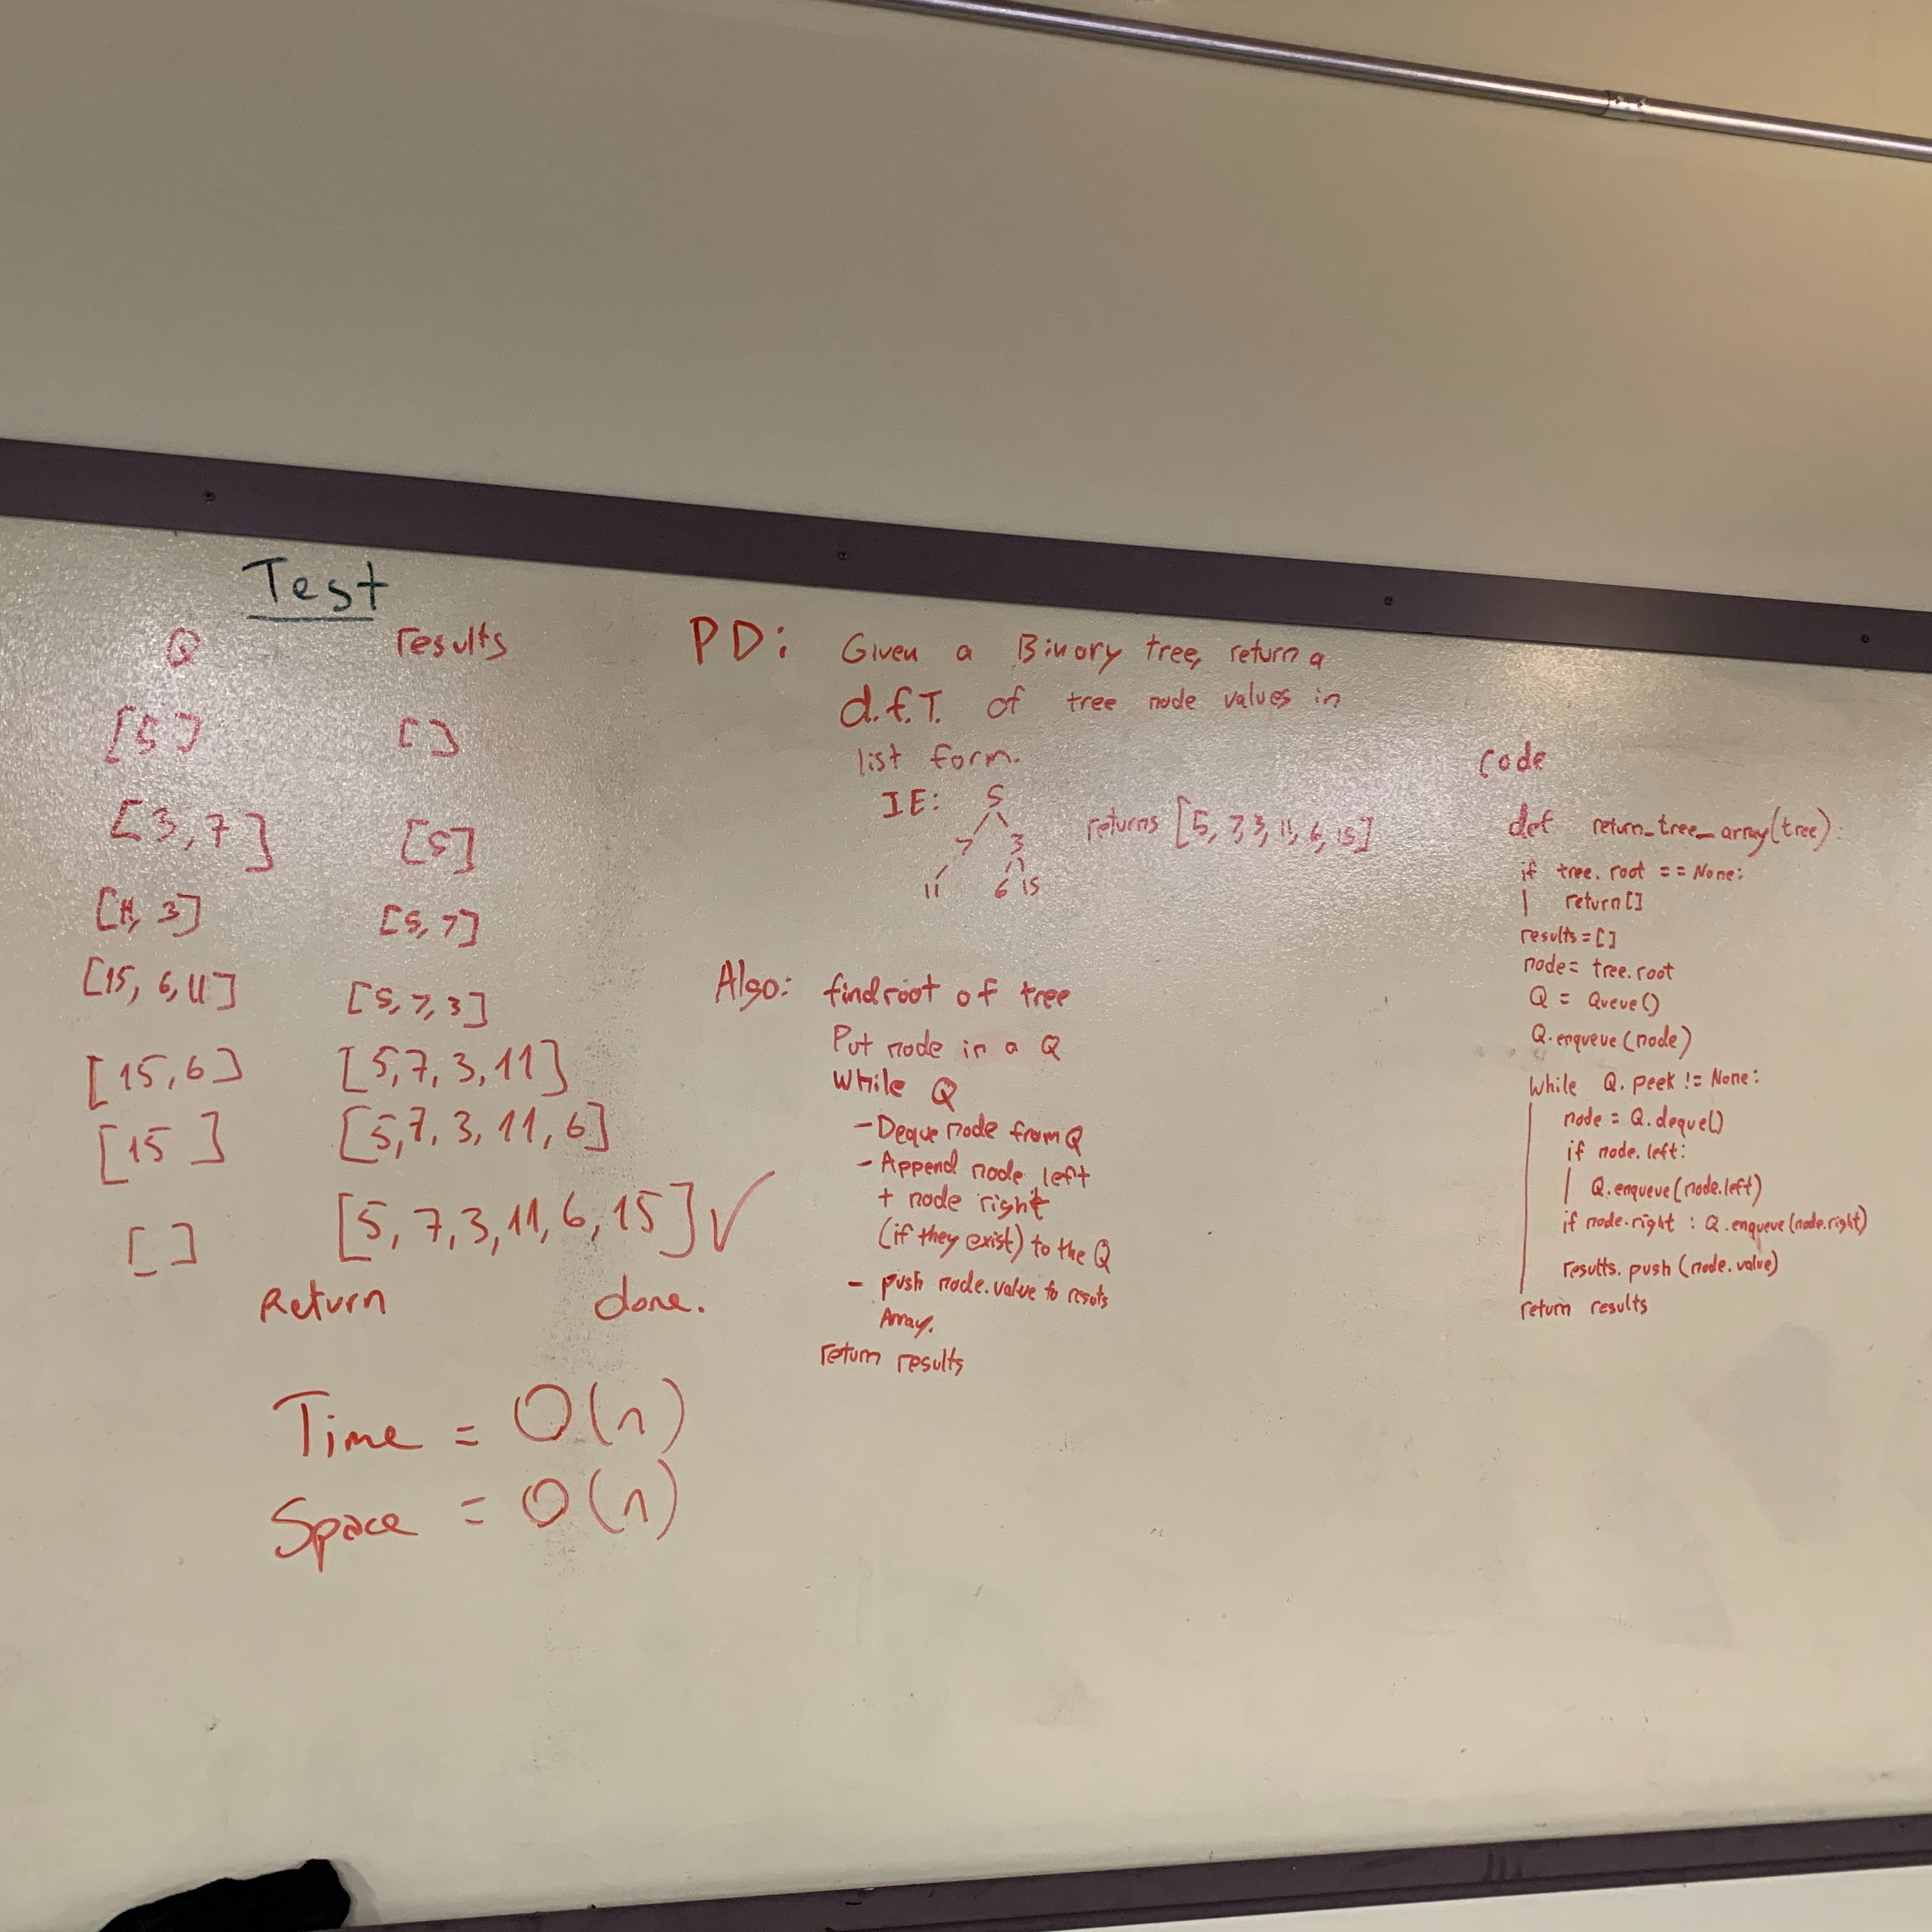 Test
Q results
[5] []
[3, 7] [5]
[11, 3] [5, 7]
[15, 6, 11] [5, 7, 3]
[15, 6] [5, 7, 3, 11]
[15 ] [5, 7, 3, 11, 6]
[] [5, 7, 3, 11, 6, 15] ✓
Return done.
Time = O(n)
Space = O(n)
PD: Given a Binary tree, return a
d.f.T. of tree node values in
list form.
IE: 5
7 3
11 6 15
returns [5, 7, 3, 11, 6, 15]
Algo: find root of tree
Put node in a Q
While Q
- Deque node from Q
- Append node left
+ node right
(if they exist) to the Q
- push node.value to resuts
Array.
return results
code
def return_tree_array(tree):
if tree. root == None:
return []
results = []
node = tree.root
Q = Queue()
Q.enqueue(node)
While Q. peek != None:
node = Q.deque()
if node.left:
Q.enqueue(node.left)
if node.right : Q.enqueue(node.right)
results. push (node.value)
return results